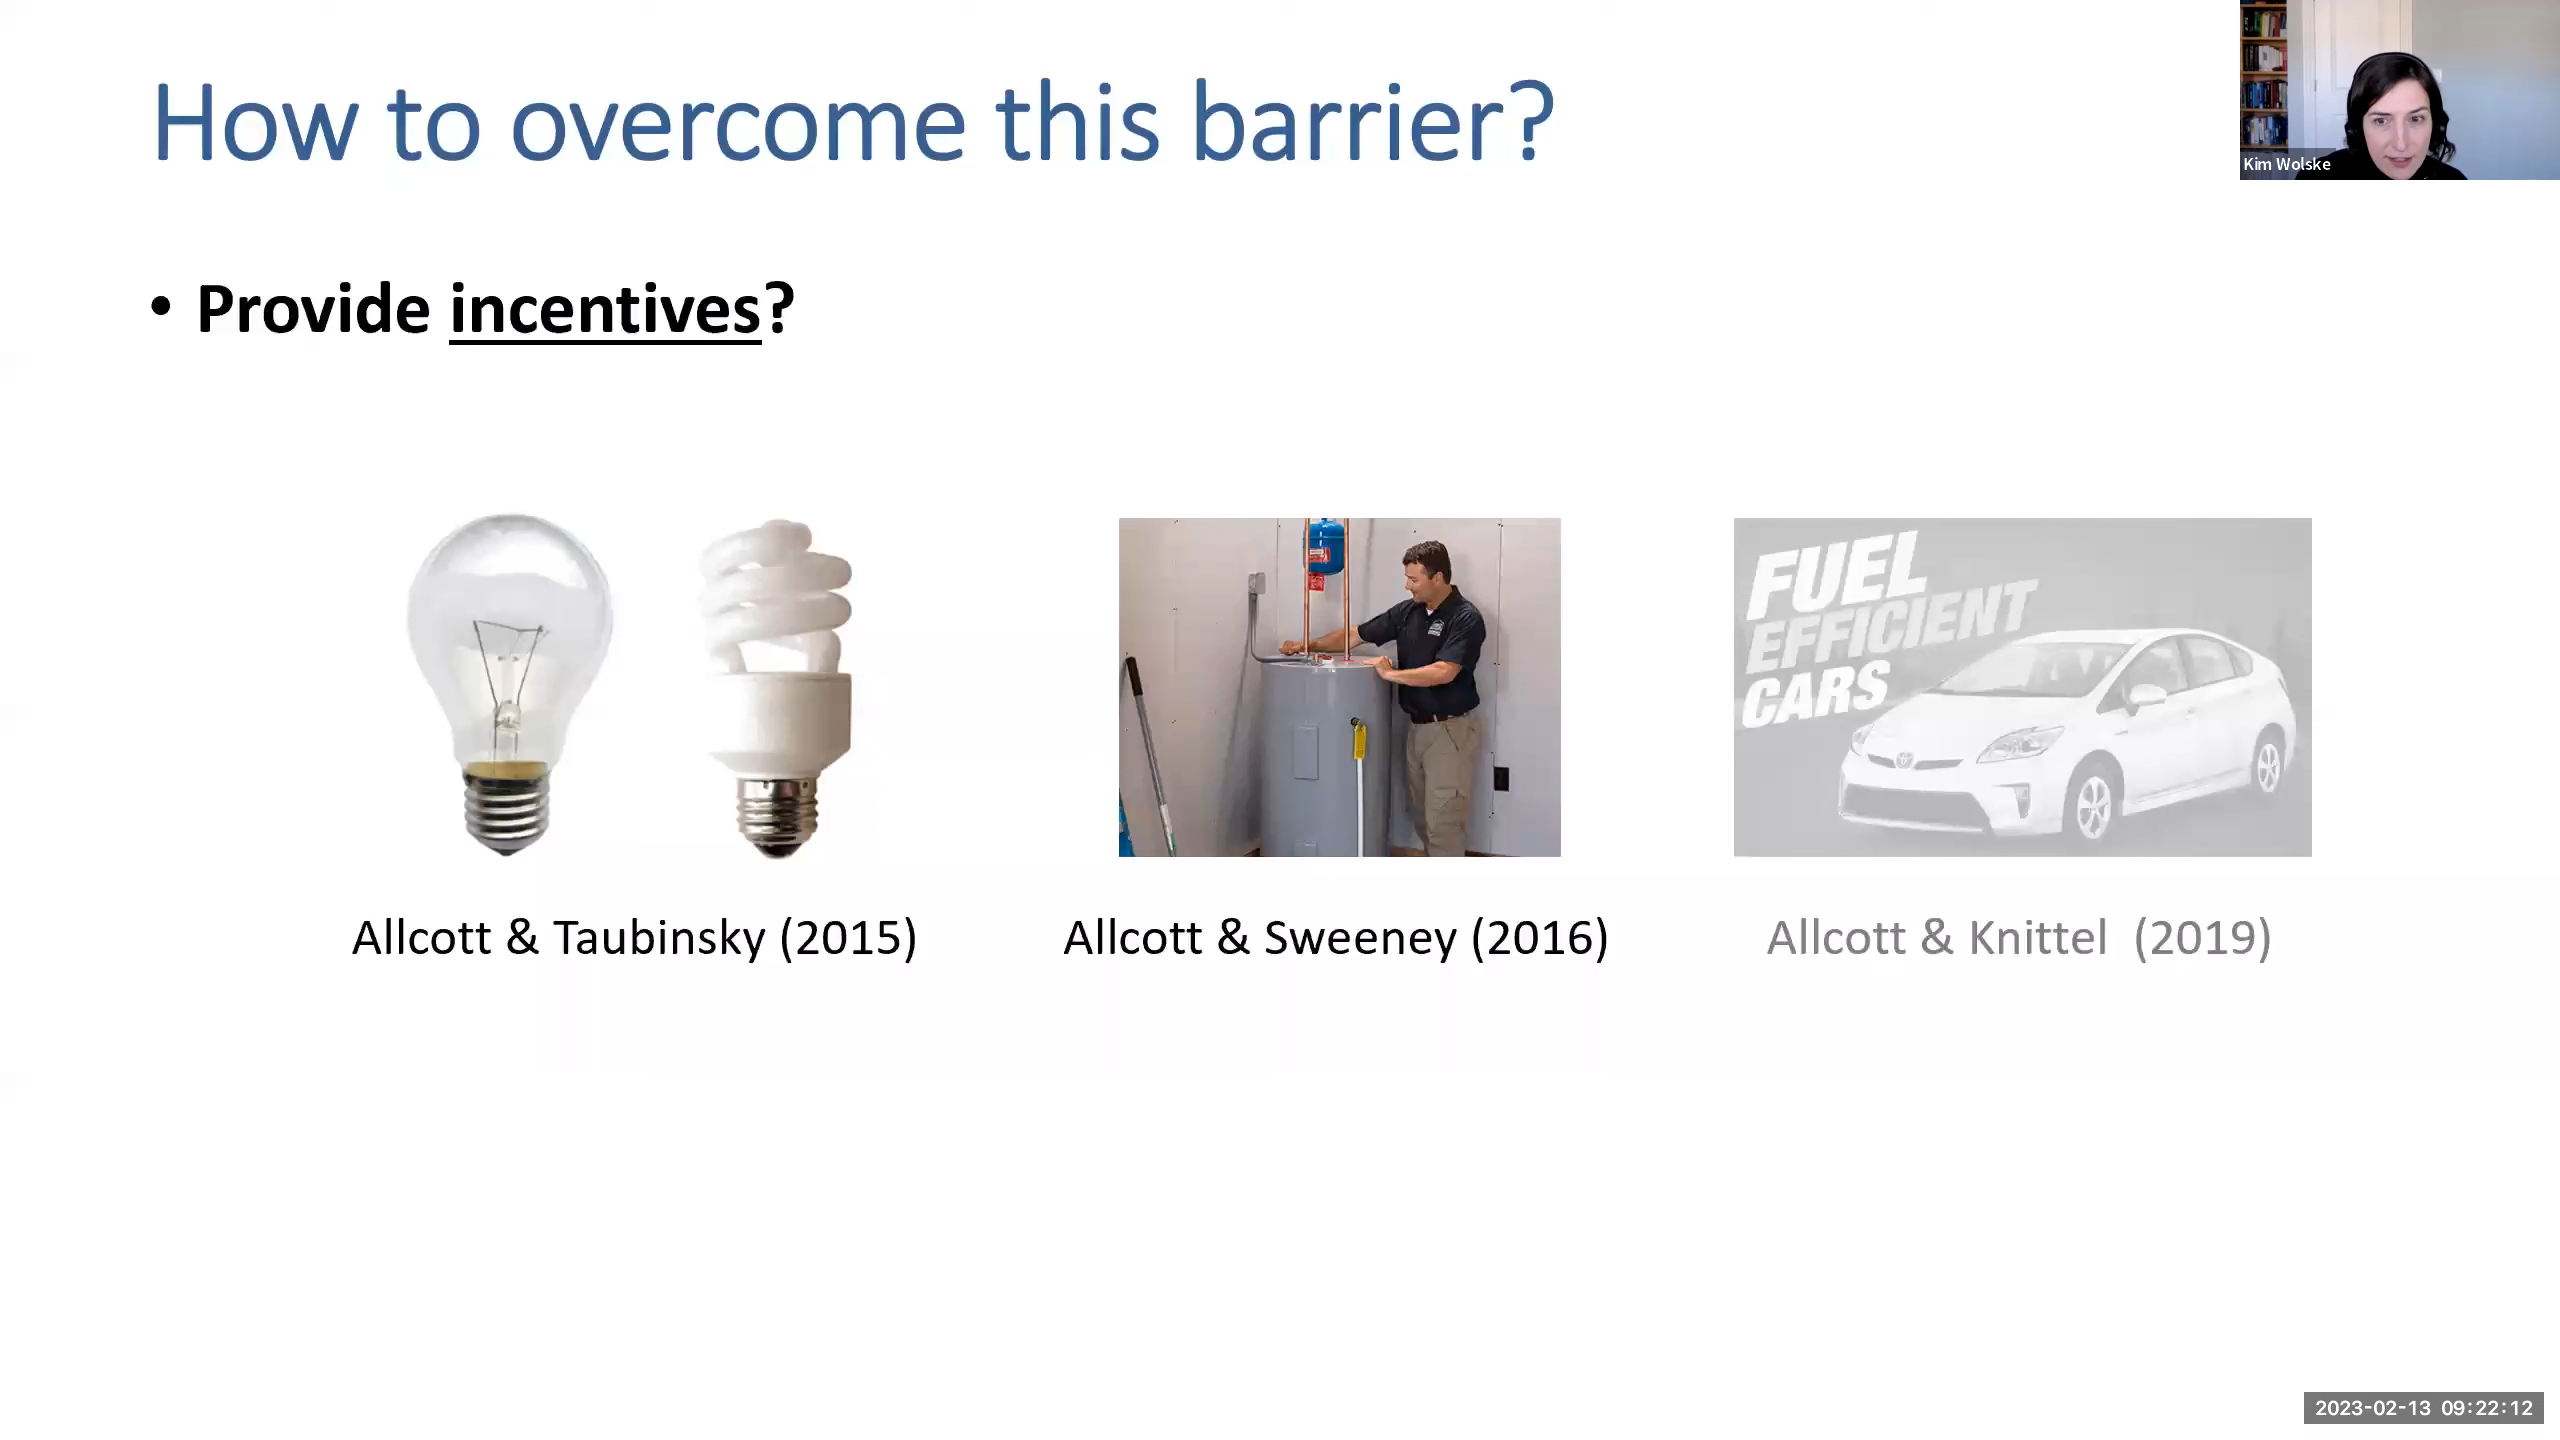 How to overcome this barrier?
Kim Wolske
• Provide incentives?
FUEL
EFFICIENT
CARS
Allcott & Taubinsky (2015)
Allcott & Sweeney (2016)
Allcott & Knittel (2019)
2023-02-13 09:22:12